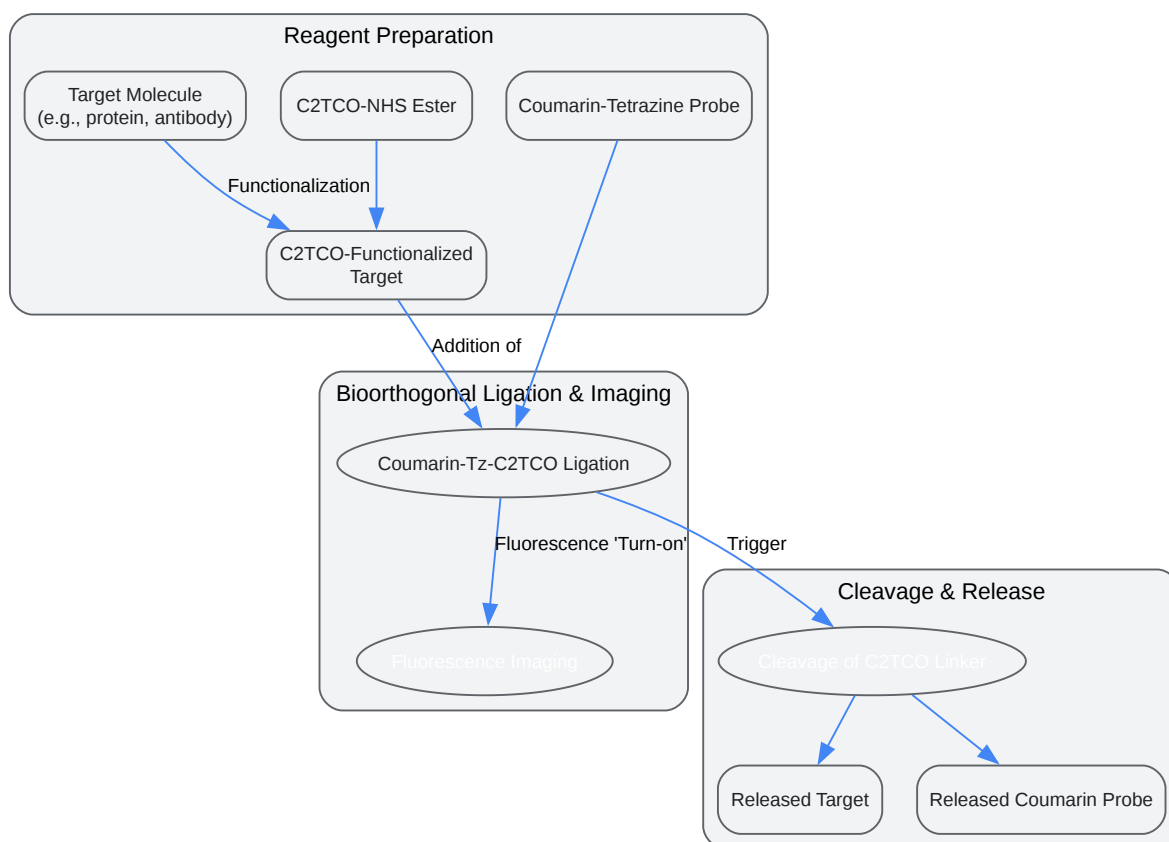 Reagent Preparation
Target Molecule
(e.g., protein, antibody)
C2TCO-NHS Ester
Coumarin-Tetrazine Probe
Functionalization
C2TCO-Functionalized
Target
Addition of
Bioorthogonal Ligation & Imaging
Coumarin-Tz-C2TCO Ligation
Fluorescence 'Turn-on'
Trigger
Cleavage & Release
Fluorescence Imaging
Cleavage of C2TCO Linker
Released Target
Released Coumarin Probe